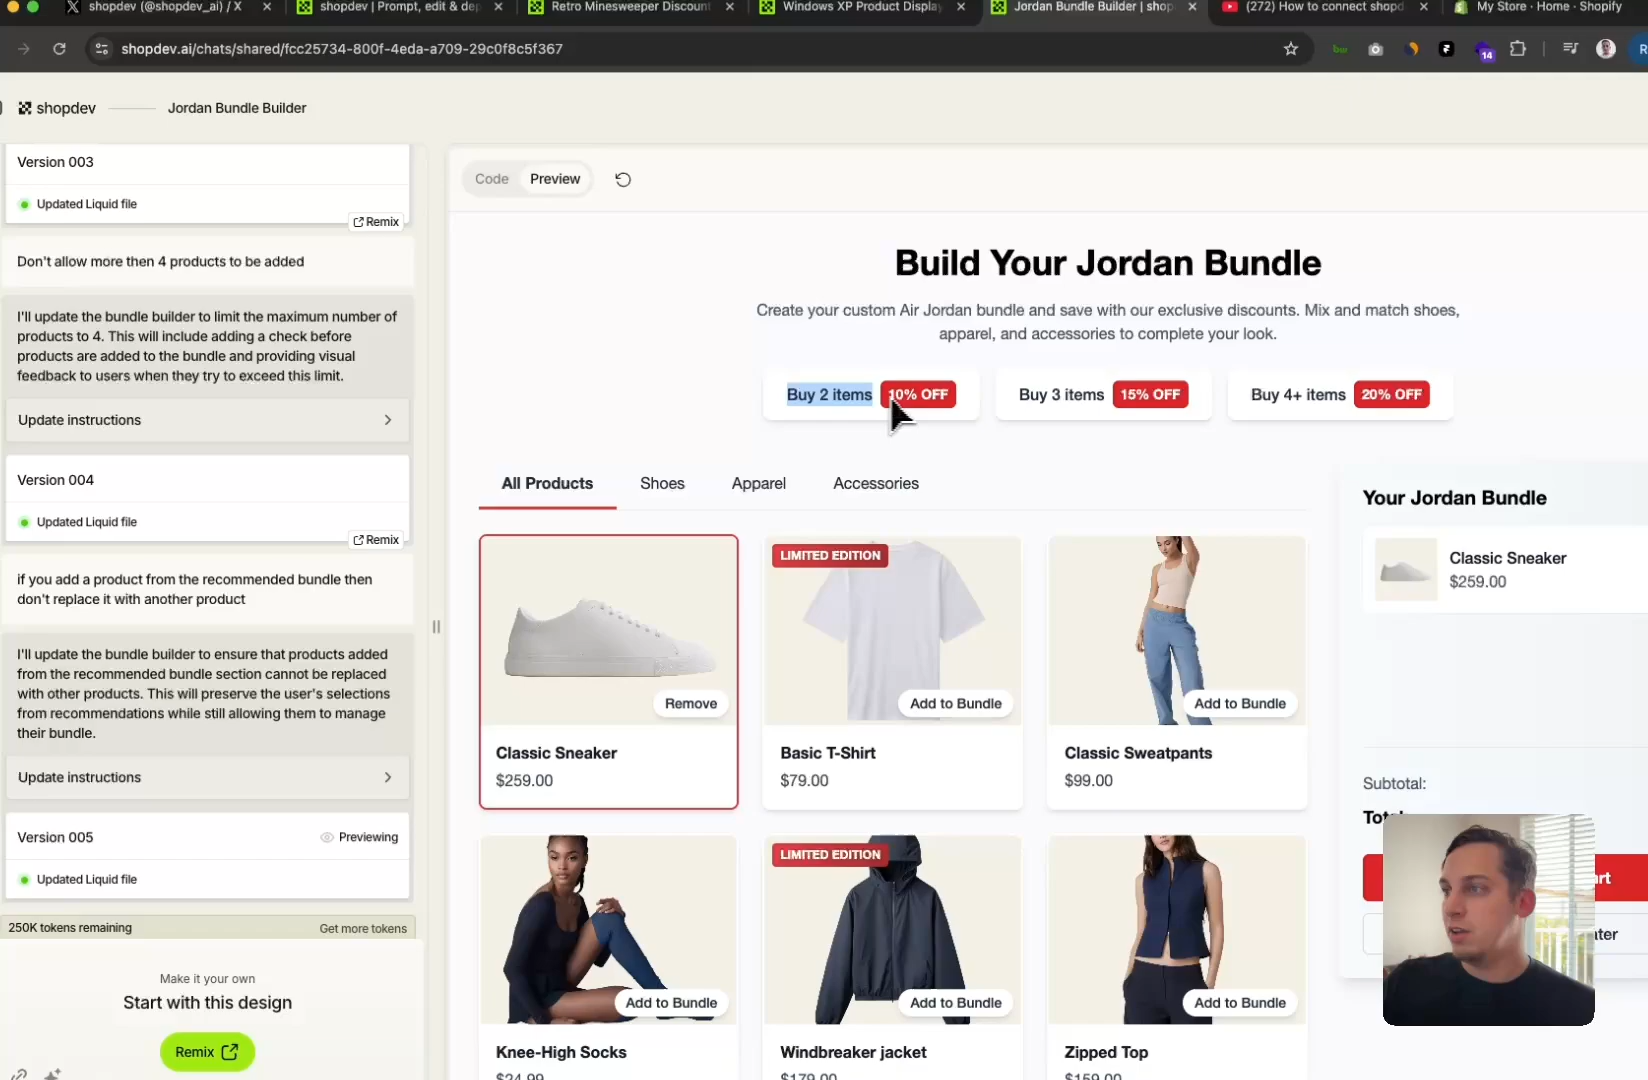 shopdev (@shopdev_ai) / X
shopdev | Prompt, edit & dep
Retro Minesweeper Discount
Windows XP Product Display
Jordan Bundle Builder | shop
(272) How to connect shopd
My Store · Home · Shopify
shopdev.ai/chats/shared/fcc25734-800f-4eda-a709-29c0f8c5f367
14
R
shopdev
Jordan Bundle Builder
Version 003
Updated Liquid file
Remix
Don't allow more then 4 products to be added
I'll update the bundle builder to limit the maximum number of
products to 4. This will include adding a check before
products are added to the bundle and providing visual
feedback to users when they try to exceed this limit.
Update instructions
Version 004
Updated Liquid file
Remix
if you add a product from the recommended bundle then
don't replace it with another product
I'll update the bundle builder to ensure that products added
from the recommended bundle section cannot be replaced
with other products. This will preserve the user's selections
from recommendations while still allowing them to manage
their bundle.
Update instructions
Version 005
Previewing
Updated Liquid file
250K tokens remaining
Get more tokens
Make it your own
Start with this design
Remix
Code
Preview
Build Your Jordan Bundle
Create your custom Air Jordan bundle and save with our exclusive discounts. Mix and match shoes,
apparel, and accessories to complete your look.
Buy 2 items 10% OFF
Buy 3 items 15% OFF
Buy 4+ items 20% OFF
All Products
Shoes
Apparel
Accessories
Remove
Classic Sneaker
$259.00
LIMITED EDITION
Add to Bundle
Basic T-Shirt
$79.00
Add to Bundle
Classic Sweatpants
$99.00
Add to Bundle
Knee-High Socks
$24.99
LIMITED EDITION
Add to Bundle
Windbreaker jacket
$179.00
Add to Bundle
Zipped Top
$159.00
Your Jordan Bundle
Classic Sneaker
$259.00
Subtotal: